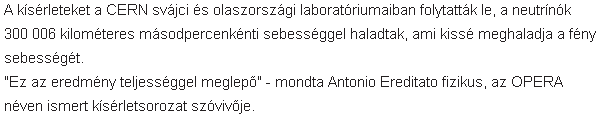 A kísérleteket a CERN svájci és olaszországi laboratóriumaiban folytatták le, a neutrínók
300 006 kilométeres másodpercenkénti sebességgel haladtak, ami kissé meghaladja a fény
sebességét.
"Ez az eredmény teljességgel meglepő" - mondta Antonio Ereditato fizikus, az OPERA
néven ismert kísérletsorozat szóvivője.